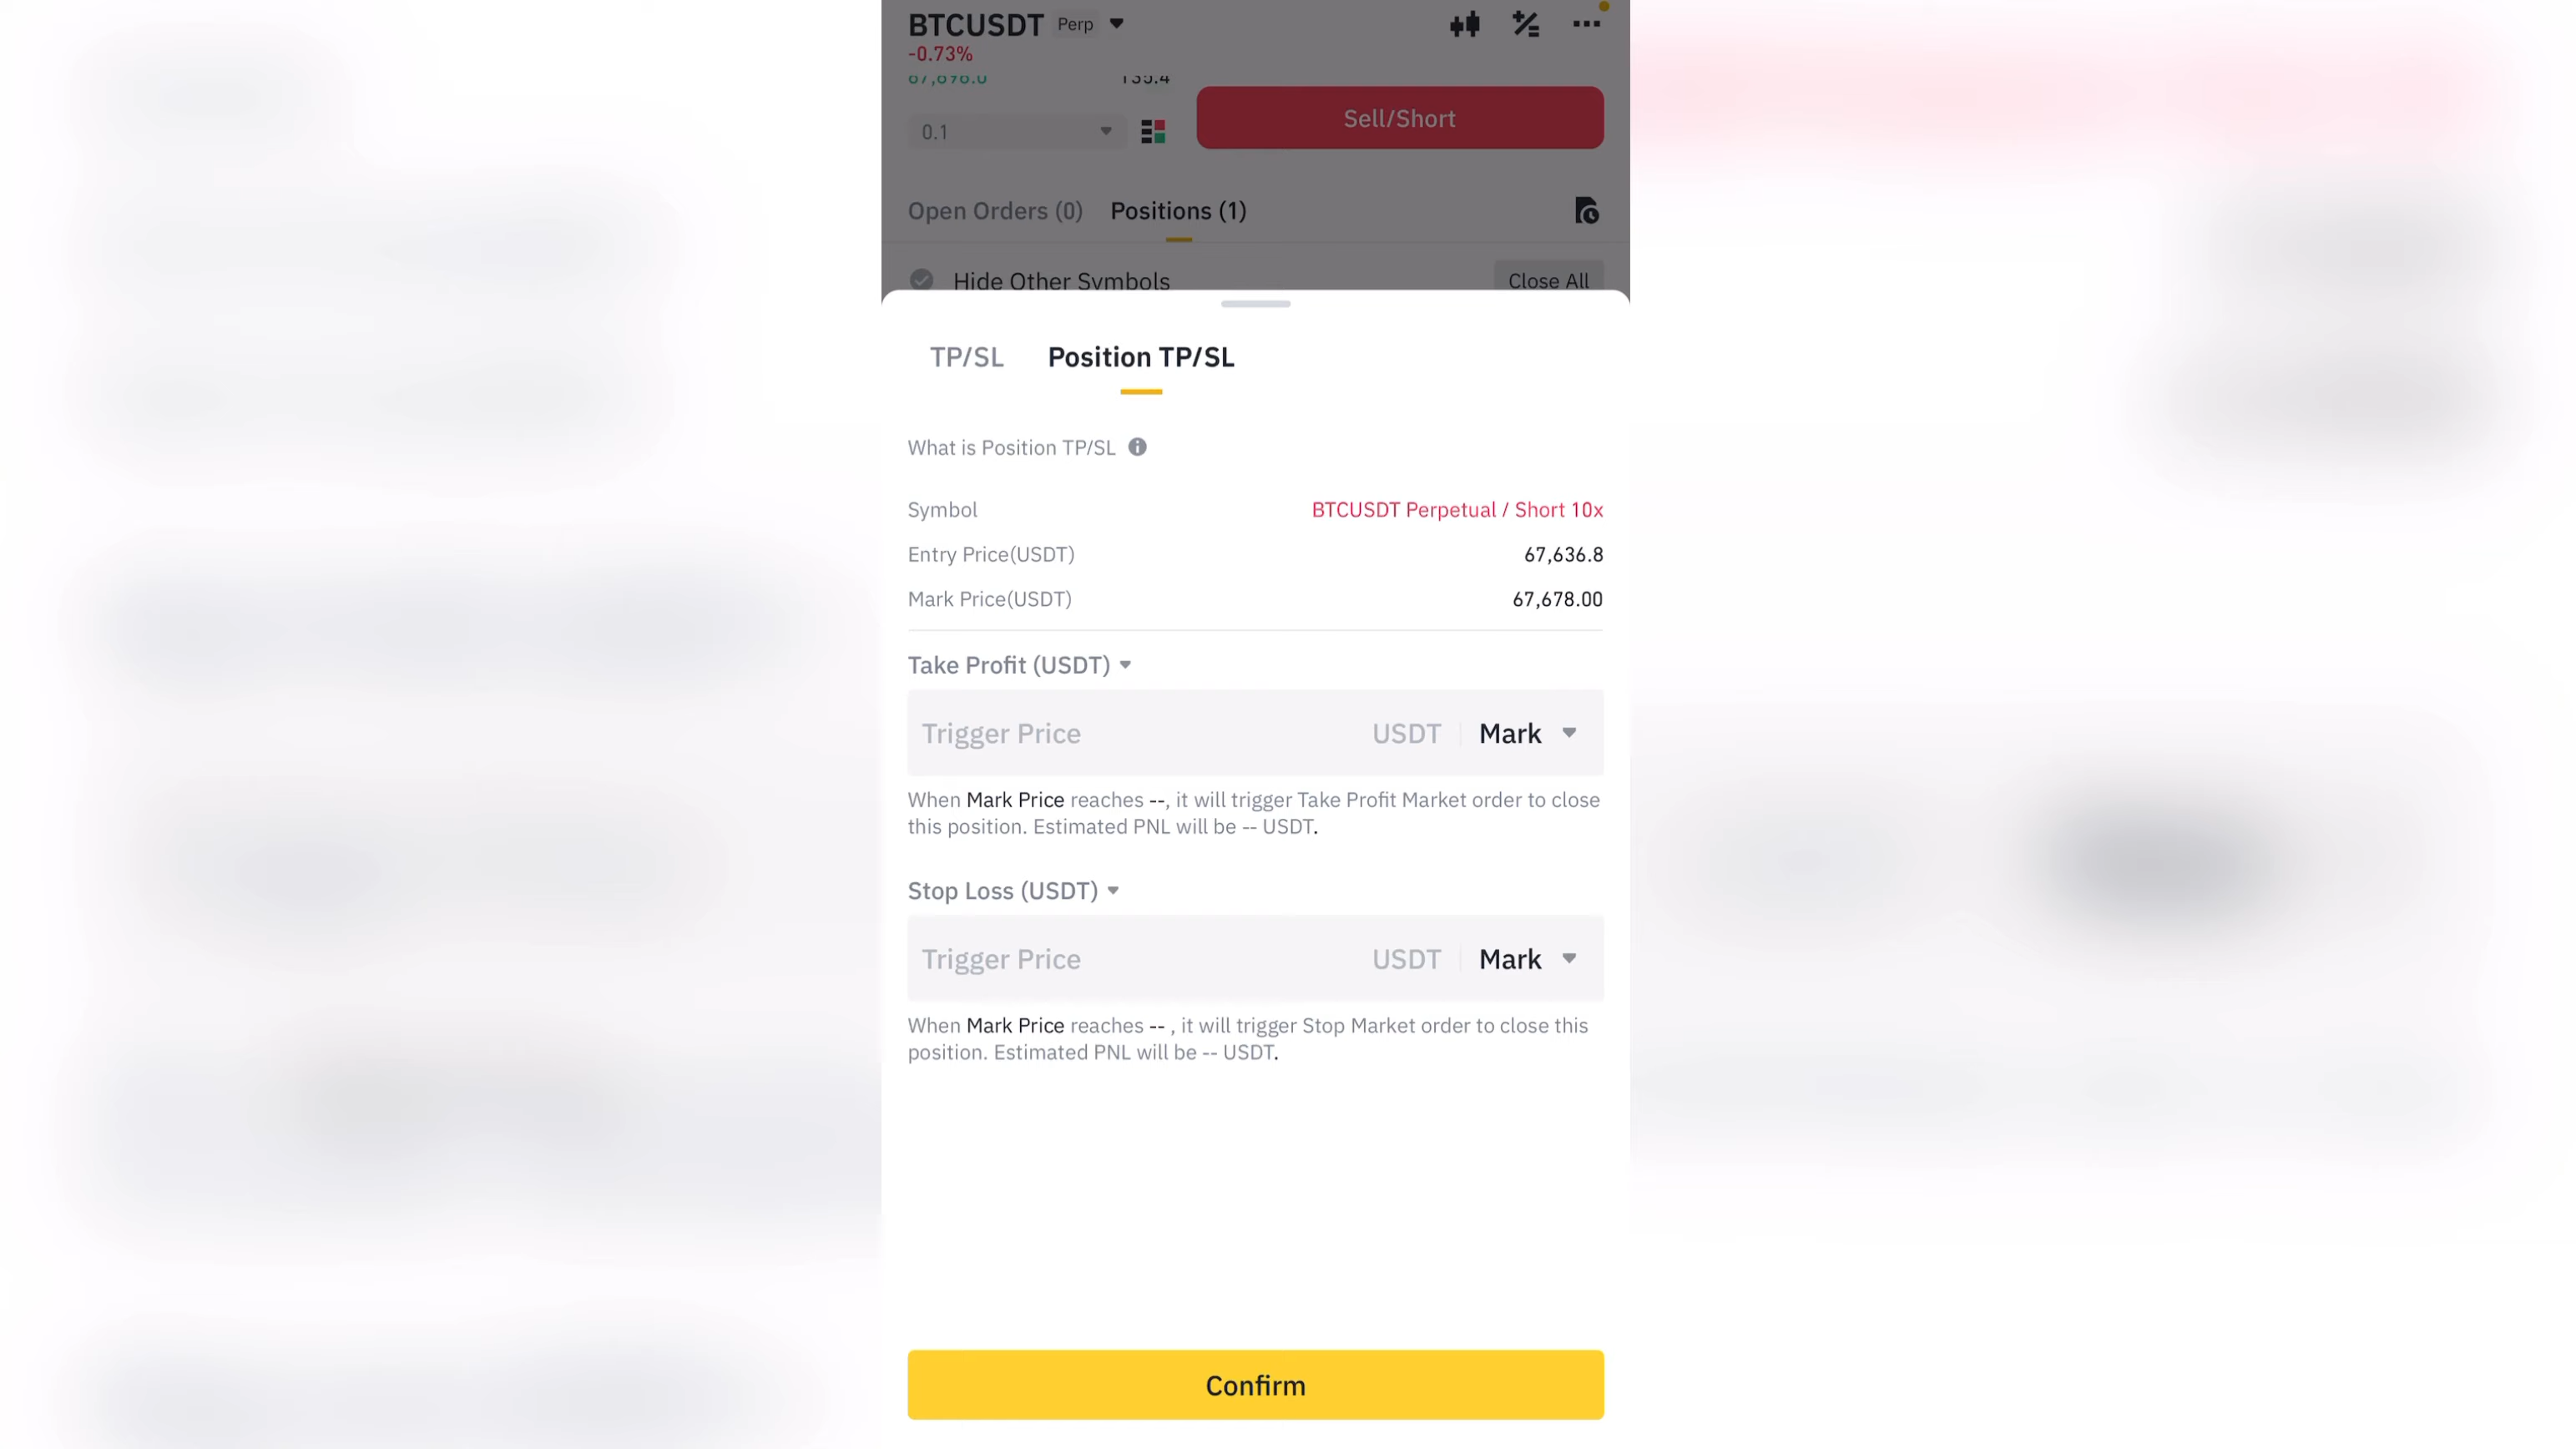 BTCUSDT Perp
-0.73%
67,696.0 135.4
0.1
Sell/Short
Open Orders (0) Positions (1)
Hide Other Symbols Close All
TP/SL Position TP/SL
What is Position TP/SL
Symbol BTCUSDT Perpetual / Short 10x
Entry Price(USDT) 67,636.8
Mark Price(USDT) 67,678.00
Take Profit (USDT)
Trigger Price USDT Mark
When Mark Price reaches --, it will trigger Take Profit Market order to close
this position. Estimated PNL will be -- USDT.
Stop Loss (USDT)
Trigger Price USDT Mark
When Mark Price reaches -- , it will trigger Stop Market order to close this
position. Estimated PNL will be -- USDT.
Confirm